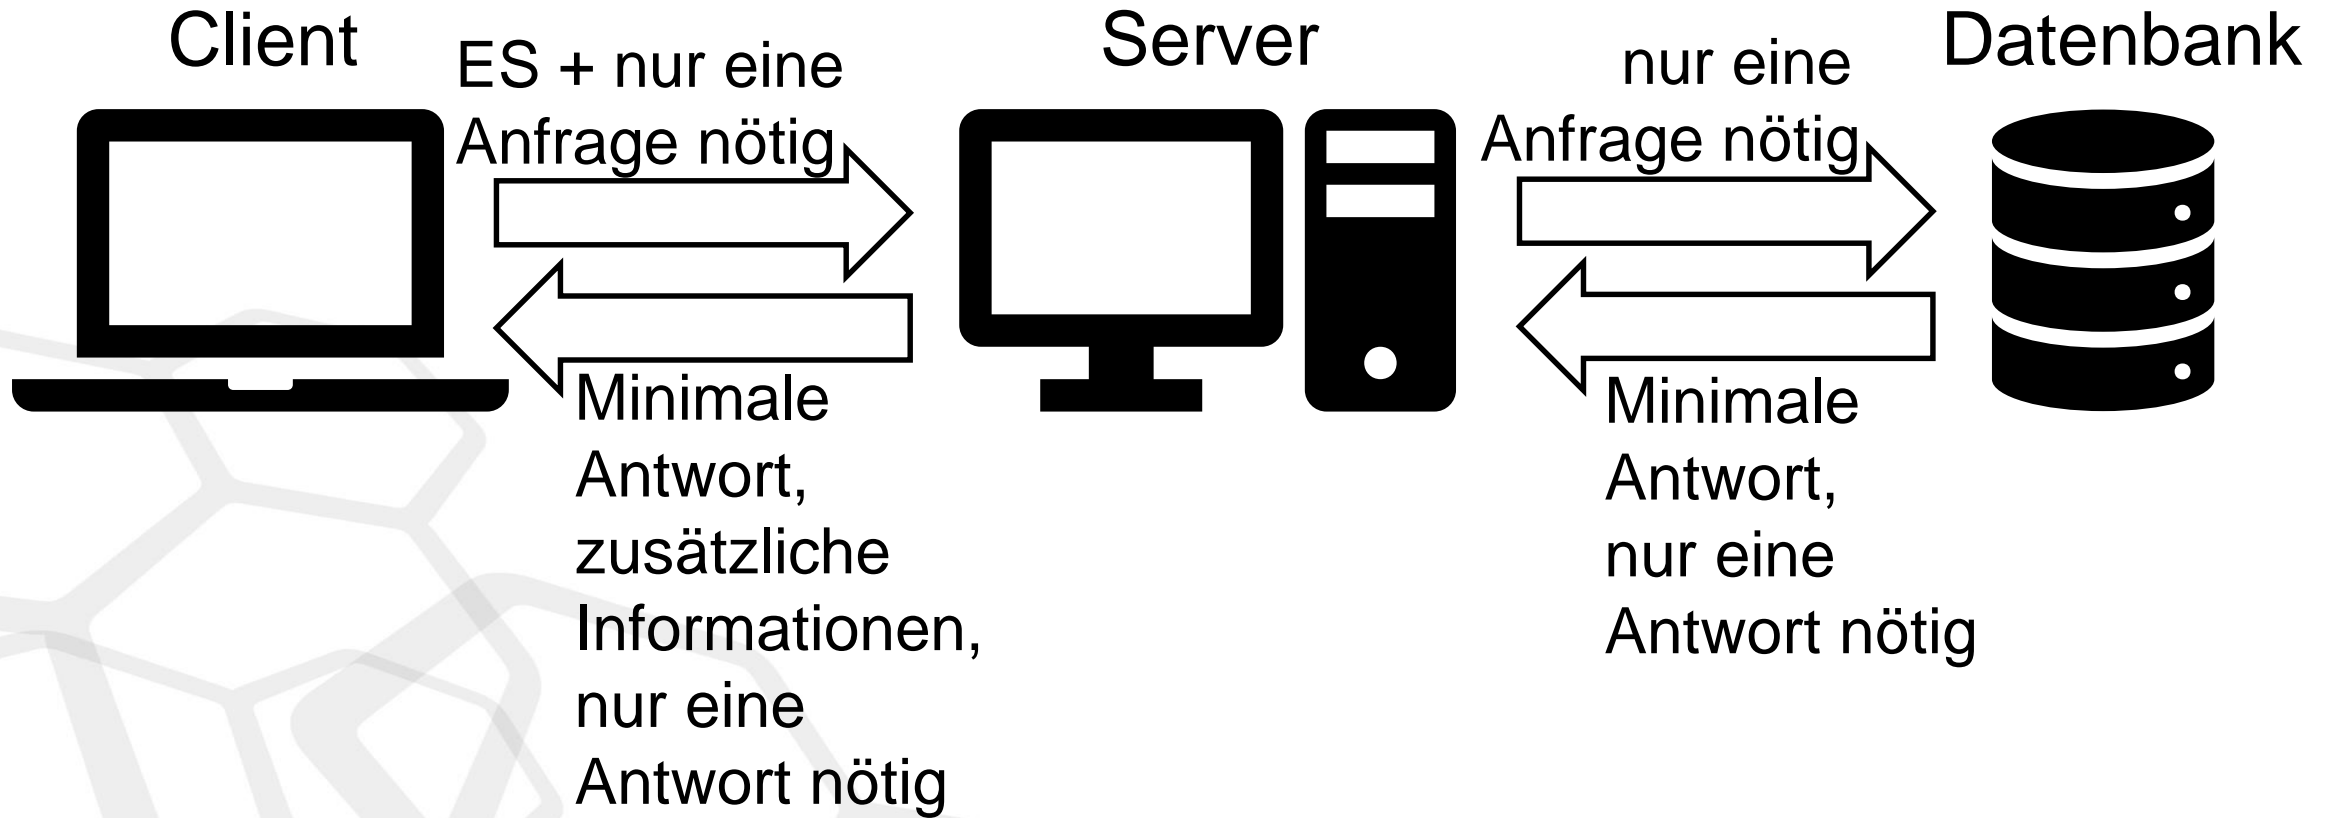 Client
ES + nur eine
Anfrage nötig
Server
nur eine
Anfrage nötig
Datenbank
Minimale
Antwort,
zusätzliche
Informationen,
nur eine
Antwort nötig
Minimale
Antwort,
nur eine
Antwort nötig